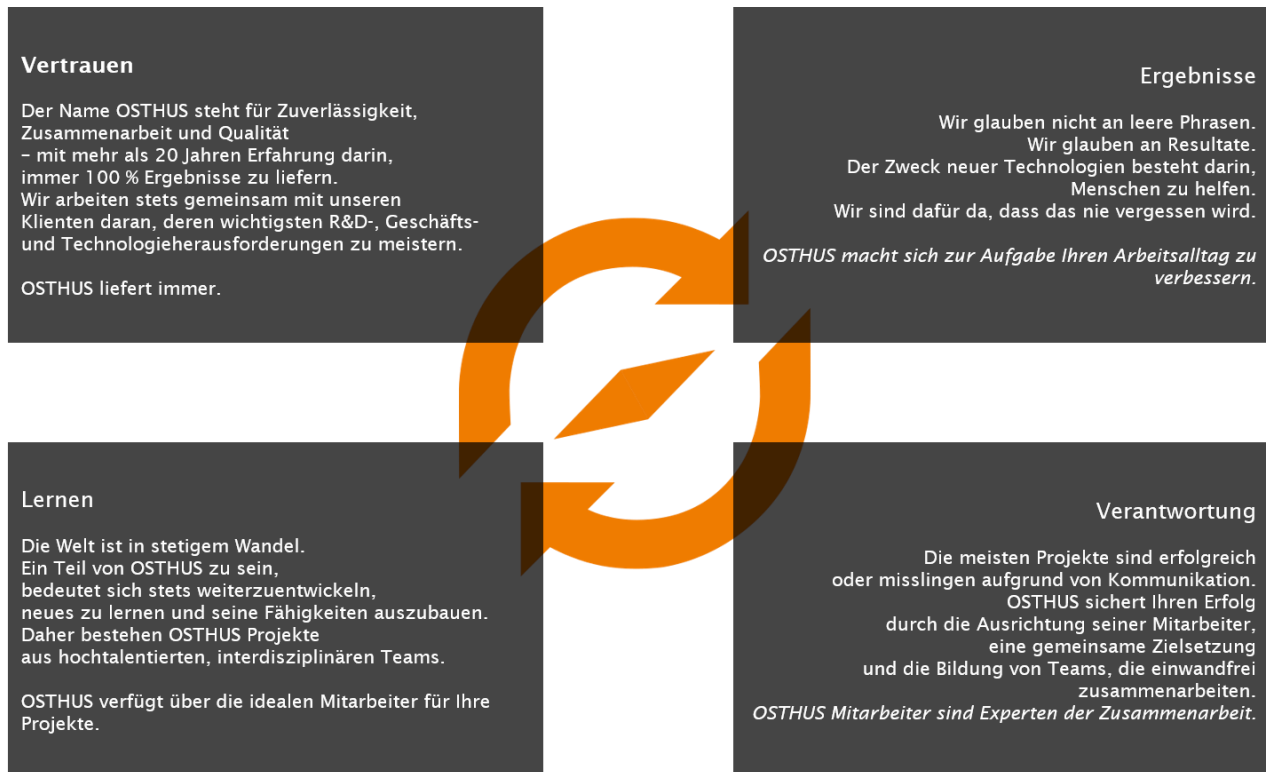 Vertrauen
Der Name OSTHUS steht für Zuverlässigkeit,
Zusammenarbeit und Qualität
– mit mehr als 20 Jahren Erfahrung darin,
immer 100 % Ergebnisse zu liefern.
Wir arbeiten stets gemeinsam mit unseren
Klienten daran, deren wichtigsten R&D-, Geschäfts-
und Technologieherausforderungen zu meistern.
OSTHUS liefert immer.
Ergebnisse
Wir glauben nicht an leere Phrasen.
Wir glauben an Resultate.
Der Zweck neuer Technologien besteht darin,
Menschen zu helfen.
Wir sind dafür da, dass das nie vergessen wird.
OSTHUS macht sich zur Aufgabe Ihren Arbeitsalltag zu
verbessern.
Lernen
Die Welt ist in stetigem Wandel.
Ein Teil von OSTHUS zu sein,
bedeutet sich stets weiterzuentwickeln,
neues zu lernen und seine Fähigkeiten auszubauen.
Daher bestehen OSTHUS Projekte
aus hochtalentierten, interdisziplinären Teams.
OSTHUS verfügt über die idealen Mitarbeiter für Ihre
Projekte.
Verantwortung
Die meisten Projekte sind erfolgreich
oder misslingen aufgrund von Kommunikation.
OSTHUS sichert Ihren Erfolg
durch die Ausrichtung seiner Mitarbeiter,
eine gemeinsame Zielsetzung
und die Bildung von Teams, die einwandfrei
zusammenarbeiten.
OSTHUS Mitarbeiter sind Experten der Zusammenarbeit.